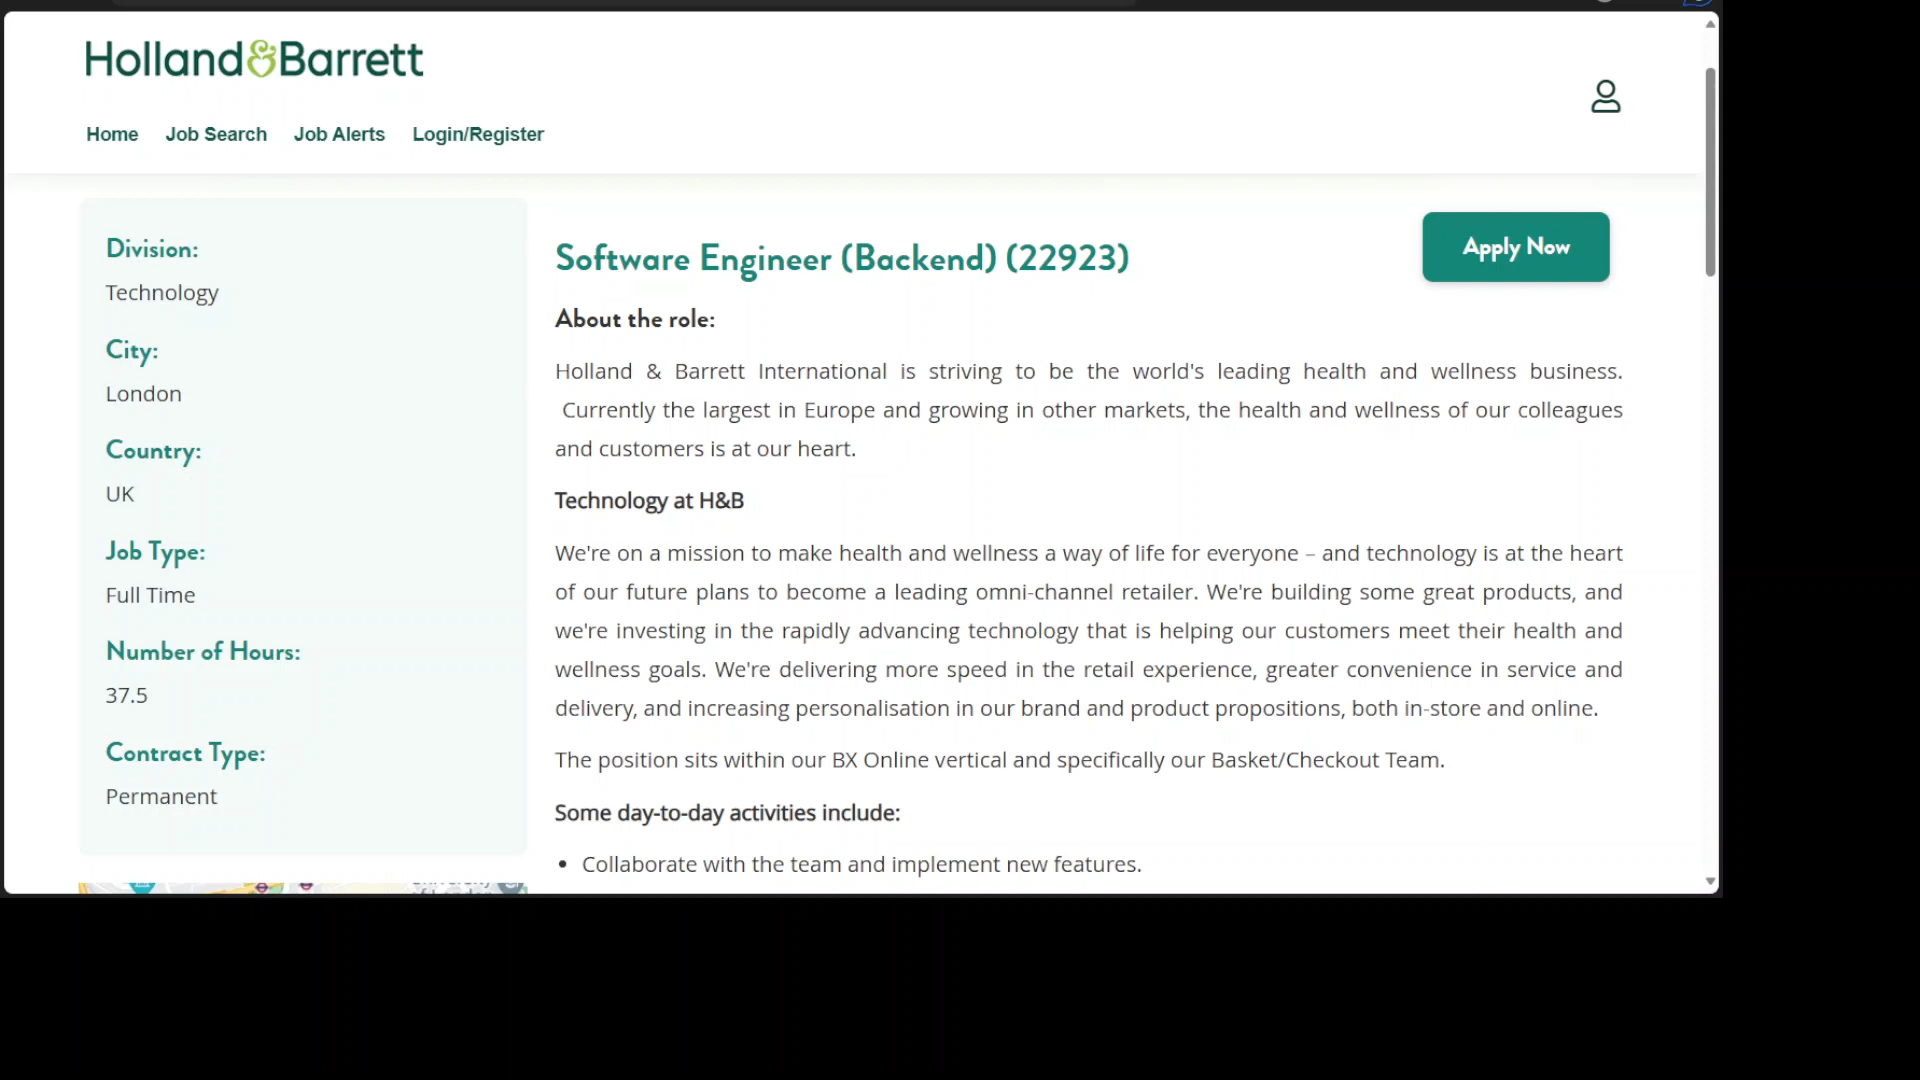 Holland&Barrett
Home Job Search Job Alerts Login/Register
Division:
Technology
City:
London
Country:
UK
Job Type:
Full Time
Number of Hours:
37.5
Contract Type:
Permanent
Software Engineer (Backend) (22923)
Apply Now
About the role:
Holland & Barrett International is striving to be the world's leading health and wellness business.
Currently the largest in Europe and growing in other markets, the health and wellness of our colleagues
and customers is at our heart.
Technology at H&B
We're on a mission to make health and wellness a way of life for everyone – and technology is at the heart
of our future plans to become a leading omni-channel retailer. We're building some great products, and
we're investing in the rapidly advancing technology that is helping our customers meet their health and
wellness goals. We're delivering more speed in the retail experience, greater convenience in service and
delivery, and increasing personalisation in our brand and product propositions, both in-store and online.
The position sits within our BX Online vertical and specifically our Basket/Checkout Team.
Some day-to-day activities include:
• Collaborate with the team and implement new features.